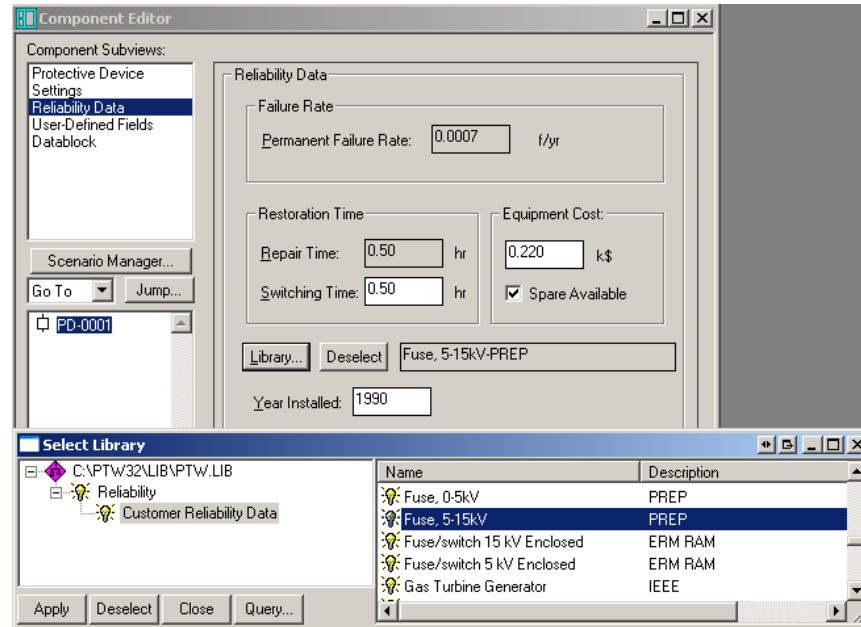 Component Editor
Component Subviews:
Protective Device
Settings
Reliability Data
User-Defined Fields
Datablock
Scenario Manager...
Go To
Jump...
PD-0001
Reliability Data
Failure Rate
Permanent Failure Rate: 0.0007 f/yr
Restoration Time
Repair Time: 0.50 hr
Switching Time: 0.50 hr
Equipment Cost:
0.220 k$
Spare Available
Library... Deselect Fuse, 5-15kV-PREP
Year Installed: 1990
Select Library
C:\PTW32\LIB\PTW.LIB
Reliability
Customer Reliability Data
Name Description
Fuse, 0-5kV PREP
Fuse, 5-15kV PREP
Fuse/switch 15 kV Enclosed ERM RAM
Fuse/switch 5 kV Enclosed ERM RAM
Gas Turbine Generator IEEE
Apply Deselect Close Query...